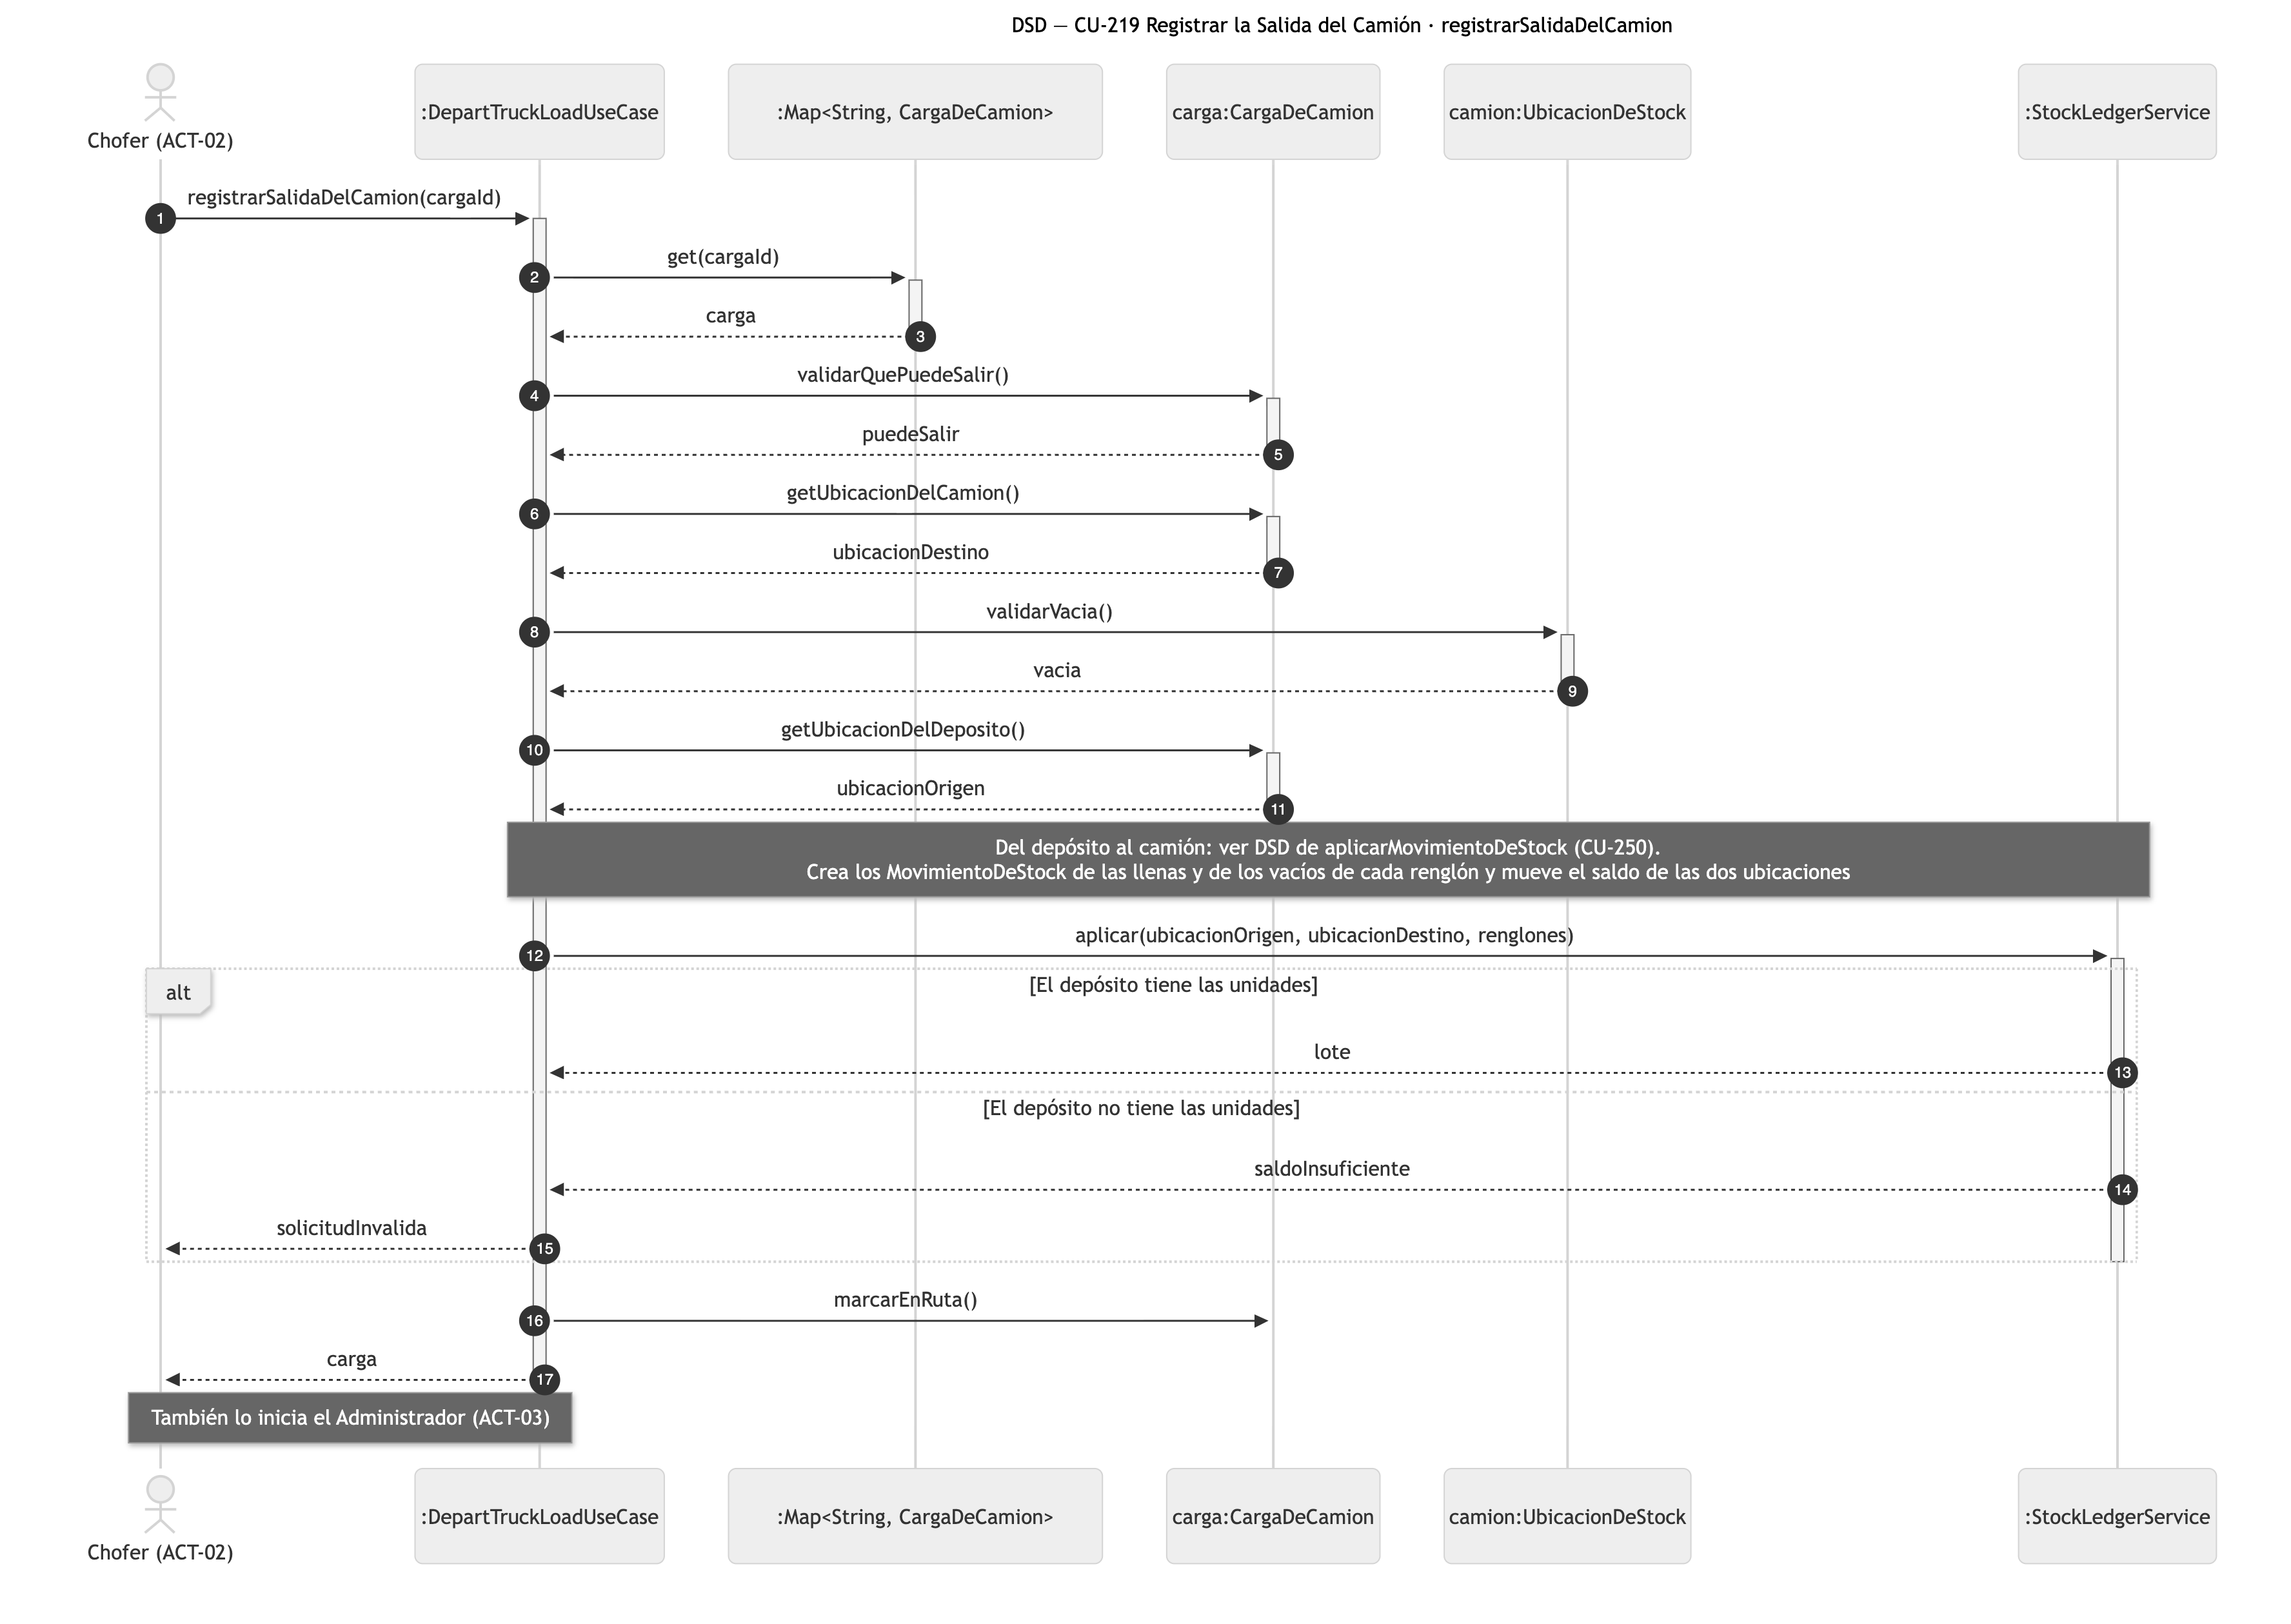 DSD — CU-219 Registrar la Salida del Camión · registrarSalidaDelCamion
Chofer (ACT-02)
:DepartTruckLoadUseCase
:Map<String, CargaDeCamion>
carga:CargaDeCamion
camion:UbicacionDeStock
:StockLedgerService
1
registrarSalidaDelCamion(cargaId)
2
get(cargaId)
3
carga
4
validarQuePuedeSalir()
5
puedeSalir
6
getUbicacionDelCamion()
7
ubicacionDestino
8
validarVacia()
9
vacia
10
getUbicacionDelDeposito()
11
ubicacionOrigen
Del depósito al camión: ver DSD de aplicarMovimientoDeStock (CU-250).
Crea los MovimientoDeStock de las llenas y de los vacíos de cada renglón y mueve el saldo de las dos ubicaciones
12
aplicar(ubicacionOrigen, ubicacionDestino, renglones)
alt
[El depósito tiene las unidades]
13
lote
[El depósito no tiene las unidades]
14
saldoInsuficiente
15
solicitudInvalida
16
marcarEnRuta()
17
carga
También lo inicia el Administrador (ACT-03)
Chofer (ACT-02)
:DepartTruckLoadUseCase
:Map<String, CargaDeCamion>
carga:CargaDeCamion
camion:UbicacionDeStock
:StockLedgerService